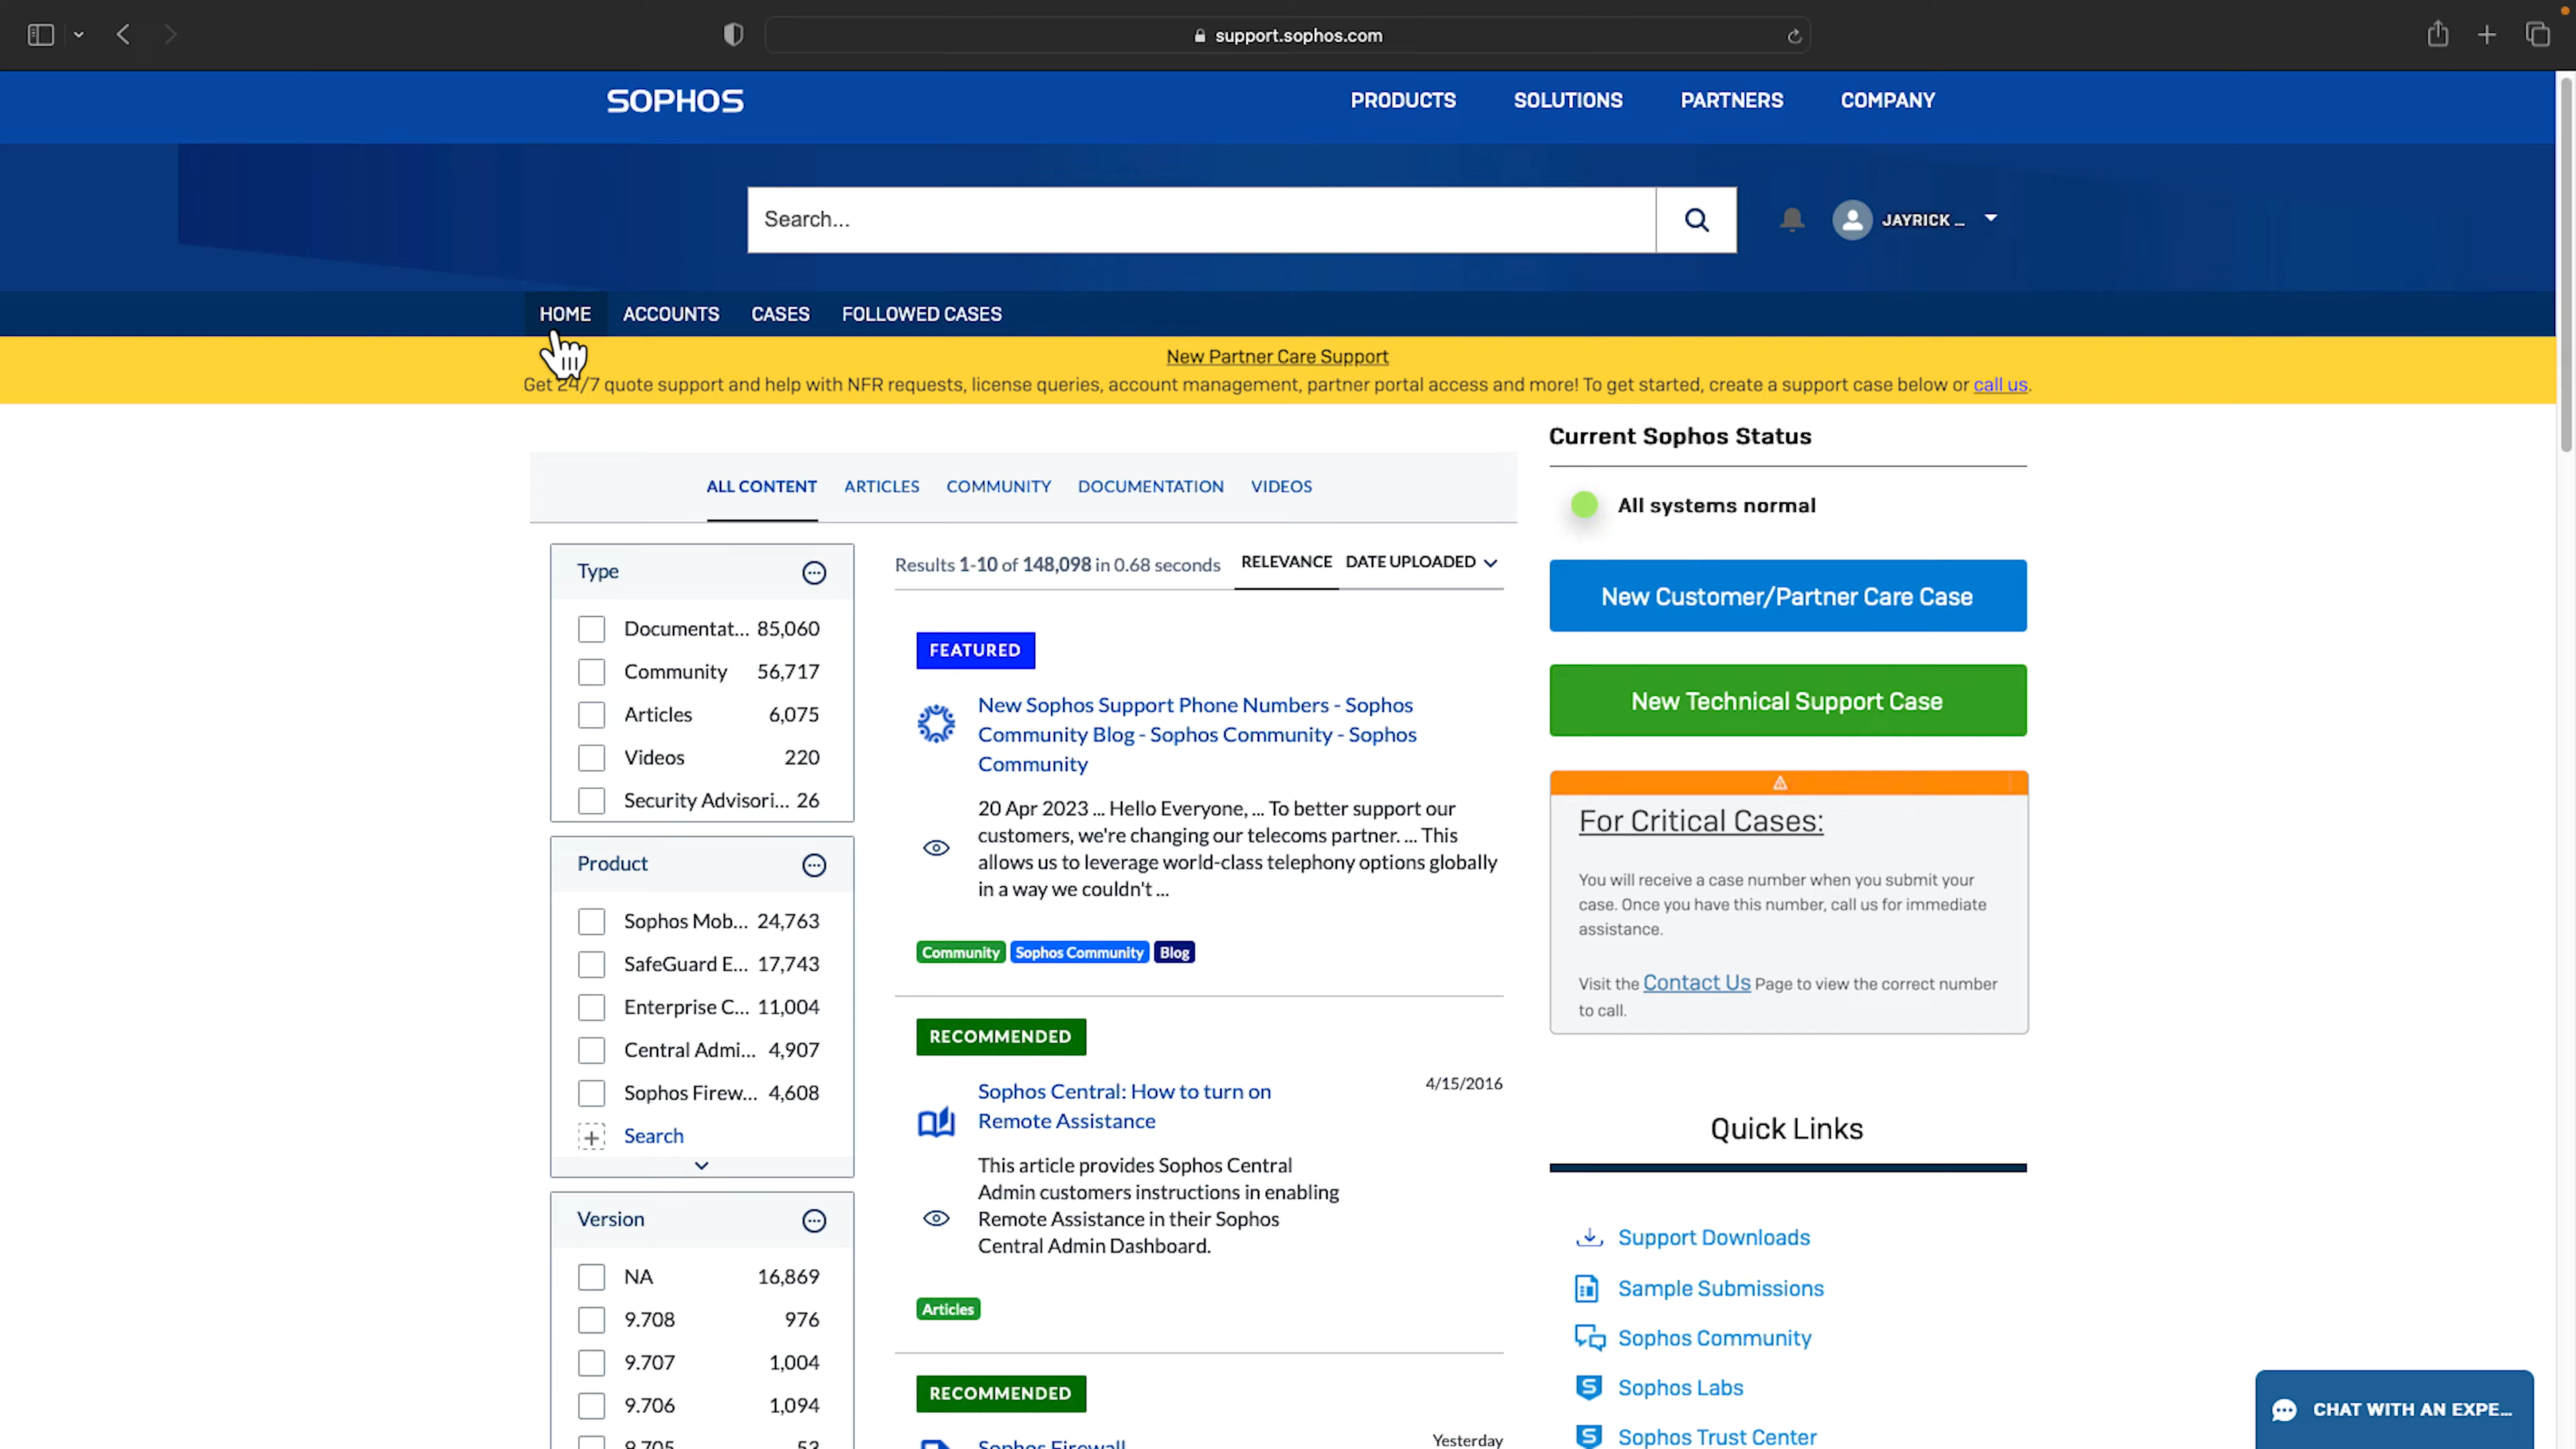 support.sophos.com
SOPHOS
PRODUCTS
SOLUTIONS
PARTNERS
COMPANY
Search...
JAYRICK ...
HOME
ACCOUNTS
CASES
FOLLOWED CASES
New Partner Care Support
Get 24/7 quote support and help with NFR requests, license queries, account management, partner portal access and more! To get started, create a support case below or call us.
ALL CONTENT
ARTICLES
COMMUNITY
DOCUMENTATION
VIDEOS
Type
Documentat... 85,060
Community 56,717
Articles 6,075
Videos 220
Security Advisori... 26
Product
Sophos Mob... 24,763
SafeGuard E... 17,743
Enterprise C... 11,004
Central Admi... 4,907
Sophos Firew... 4,608
Search
Version
NA 16,869
9.708 976
9.707 1,004
9.706 1,094
9.705 53
Results 1-10 of 148,098 in 0.68 seconds
RELEVANCE
DATE UPLOADED
FEATURED
New Sophos Support Phone Numbers - Sophos
Community Blog - Sophos Community - Sophos
Community
20 Apr 2023 ... Hello Everyone, ... To better support our
customers, we're changing our telecoms partner. ... This
allows us to leverage world-class telephony options globally
in a way we couldn't ...
Community
Sophos Community
Blog
RECOMMENDED
Sophos Central: How to turn on
Remote Assistance
4/15/2016
This article provides Sophos Central
Admin customers instructions in enabling
Remote Assistance in their Sophos
Central Admin Dashboard.
Articles
RECOMMENDED
Sophos Firewall
Yesterday
Current Sophos Status
All systems normal
New Customer/Partner Care Case
New Technical Support Case
For Critical Cases:
You will receive a case number when you submit your
case. Once you have this number, call us for immediate
assistance.
Visit the Contact Us Page to view the correct number
to call.
Quick Links
Support Downloads
Sample Submissions
Sophos Community
Sophos Labs
Sophos Trust Center
CHAT WITH AN EXPE...